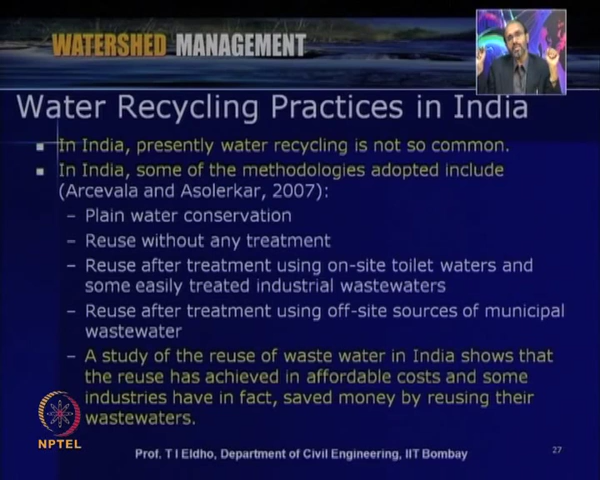 WATERSHED MANAGEMENT
Water Recycling Practices in India
In India, presently water recycling is not so common.
In India, some of the methodologies adopted include
(Arcevala and Asolerkar, 2007):
– Plain water conservation
– Reuse without any treatment
– Reuse after treatment using on-site toilet waters and
some easily treated industrial wastewaters
– Reuse after treatment using off-site sources of municipal
wastewater
– A study of the reuse of waste water in India shows that
the reuse has achieved in affordable costs and some
industries have in fact, saved money by reusing their
wastewaters.
NPTEL
Prof. T I Eldho, Department of Civil Engineering, IIT Bombay
27